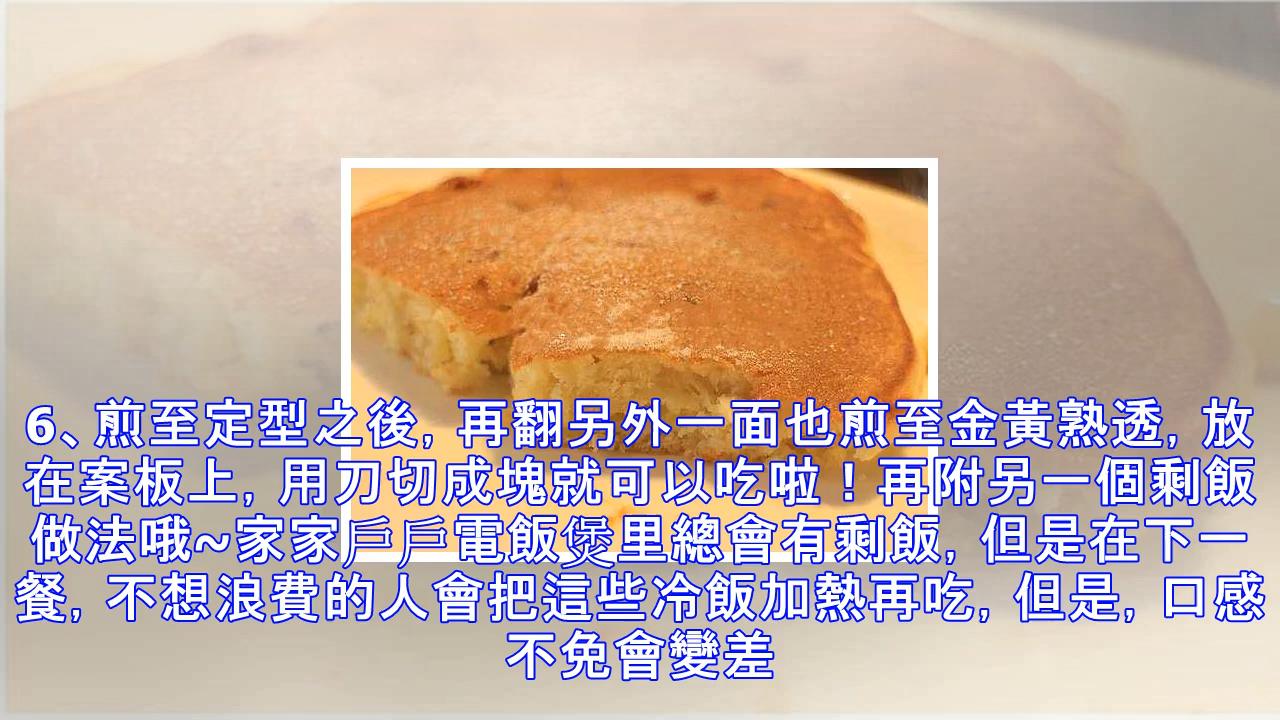 6、煎至定型之後, 再翻另外一面也煎至金黃熟透, 放
在案板上, 用刀切成塊就可以吃啦！再附另一個剩飯
做法哦~家家戶戶電飯煲里總會有剩飯, 但是在下一
餐, 不想浪費的人會把這些冷飯加熱再吃, 但是, 口感
不免會變差